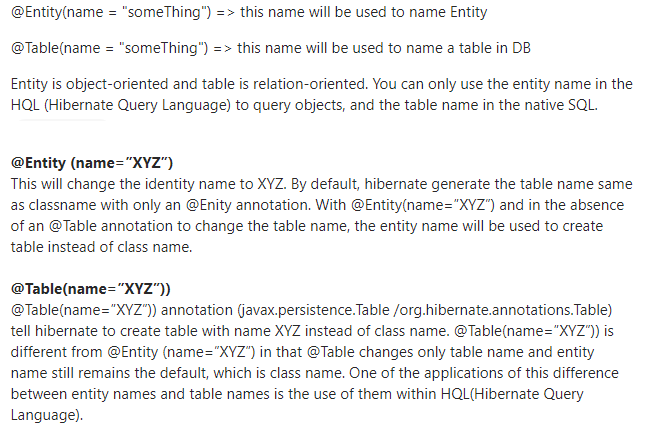 @Entity(name = "someThing") => this name will be used to name Entity
@Table(name = "someThing") => this name will be used to name a table in DB
Entity is object-oriented and table is relation-oriented. You can only use the entity name in the
HQL (Hibernate Query Language) to query objects, and the table name in the native SQL.
@Entity (name="XYZ")
This will change the identity name to XYZ. By default, hibernate generate the table name same
as classname with only an @Enity annotation. With @Entity(name="XYZ") and in the absence
of an @Table annotation to change the table name, the entity name will be used to create
table instead of class name.
@Table(name="XYZ"))
@Table(name="XYZ")) annotation (javax.persistence.Table /org.hibernate.annotations.Table)
tell hibernate to create table with name XYZ instead of class name. @Table(name="XYZ")) is
different from @Entity (name="XYZ") in that @Table changes only table name and entity
name still remains the default, which is class name. One of the applications of this difference
between entity names and table names is the use of them within HQL(Hibernate Query
Language).